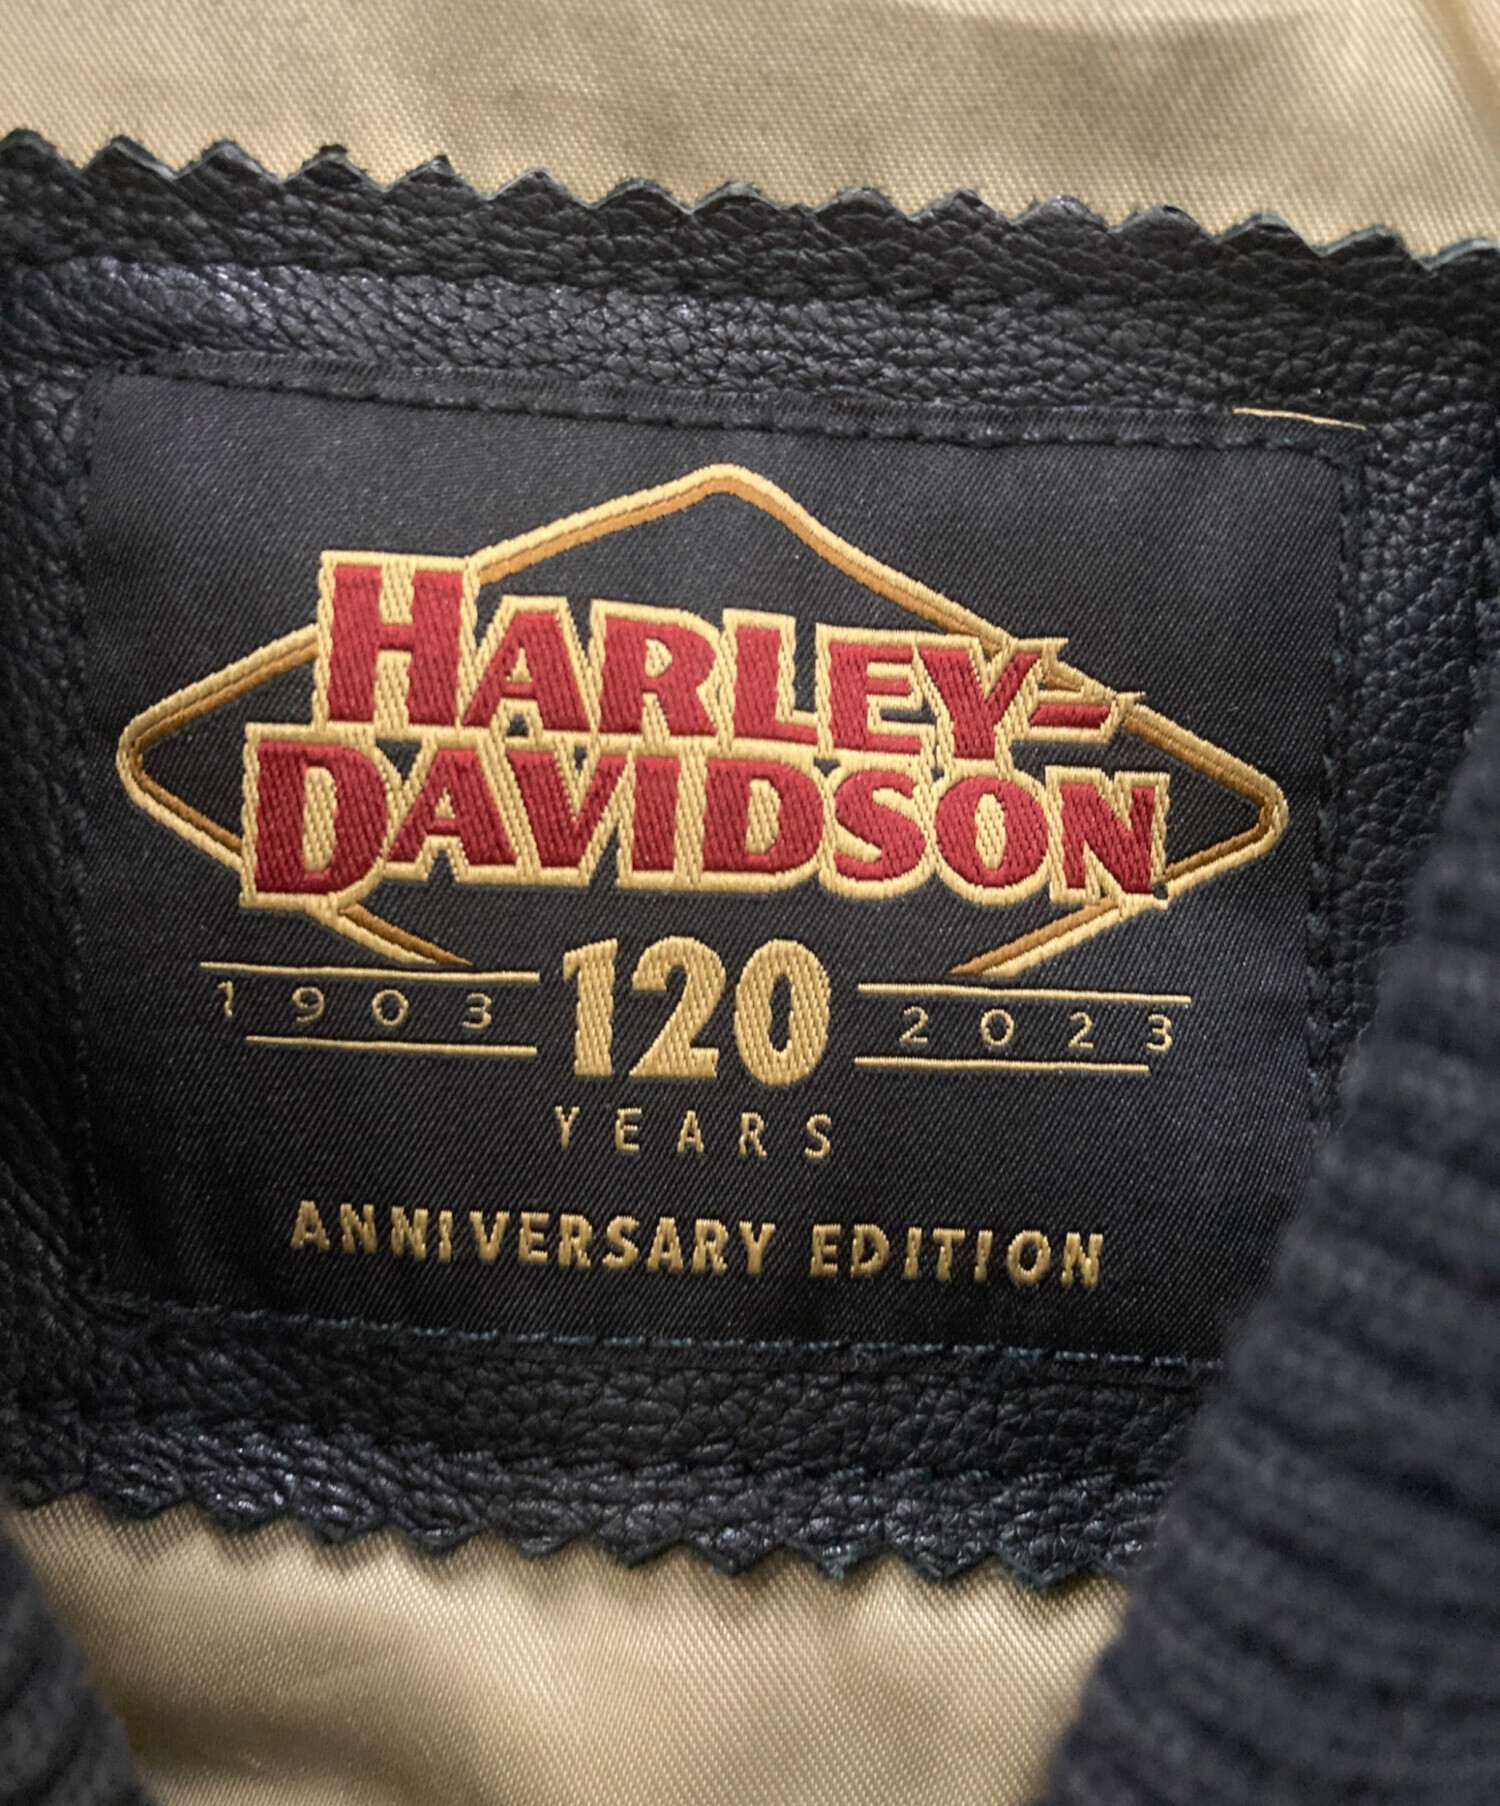 HARLEY-
DAVIDSON
1903 120 2023
YEARS
ANNIVERSARY EDITION